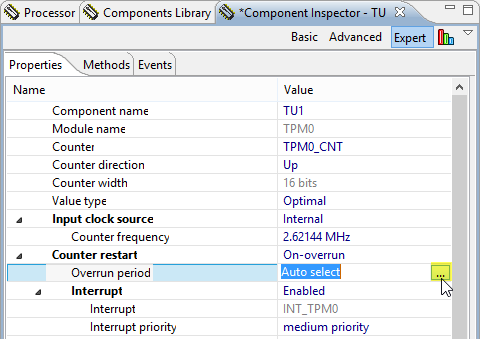 Processor Components Library *Component Inspector - TU
Basic Advanced Expert
Properties Methods Events
Name Value
Component name TU1
Module name TPM0
Counter TPM0_CNT
Counter direction Up
Counter width 16 bits
Value type Optimal
Input clock source Internal
Counter frequency 2.62144 MHz
Counter restart On-overrun
Overrun period Auto select ...
Interrupt Enabled
Interrupt INT_TPM0
Interrupt priority medium priority